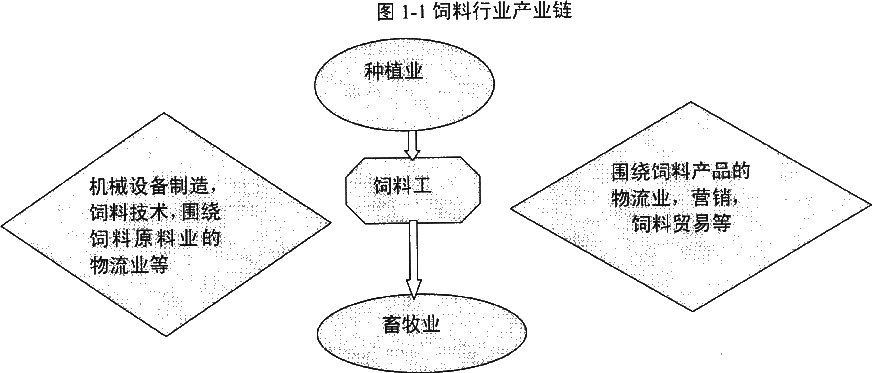 图 1-1 饲料行业产业链
种植业
机械设备制造，
饲料技术，围绕
饲料原料业的
物流业等
饲料工
围绕饲料产品的
物流业，营销，
饲料贸易等
畜牧业